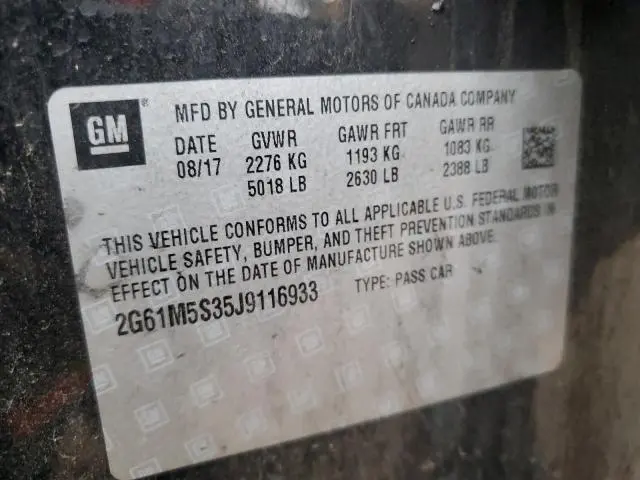 GM® MFD BY GENERAL MOTORS OF CANADA COMPANY
DATE GVWR GAWR FRT GAWR RR
08/17 2276 KG 1193 KG 1083 KG
5018 LB 2630 LB 2388 LB
THIS VEHICLE CONFORMS TO ALL APPLICABLE U.S. FEDERAL MOTOR
VEHICLE SAFETY, BUMPER, AND THEFT PREVENTION STANDARDS IN
EFFECT ON THE DATE OF MANUFACTURE SHOWN ABOVE.
2G61M5S35J9116933 TYPE: PASS CAR